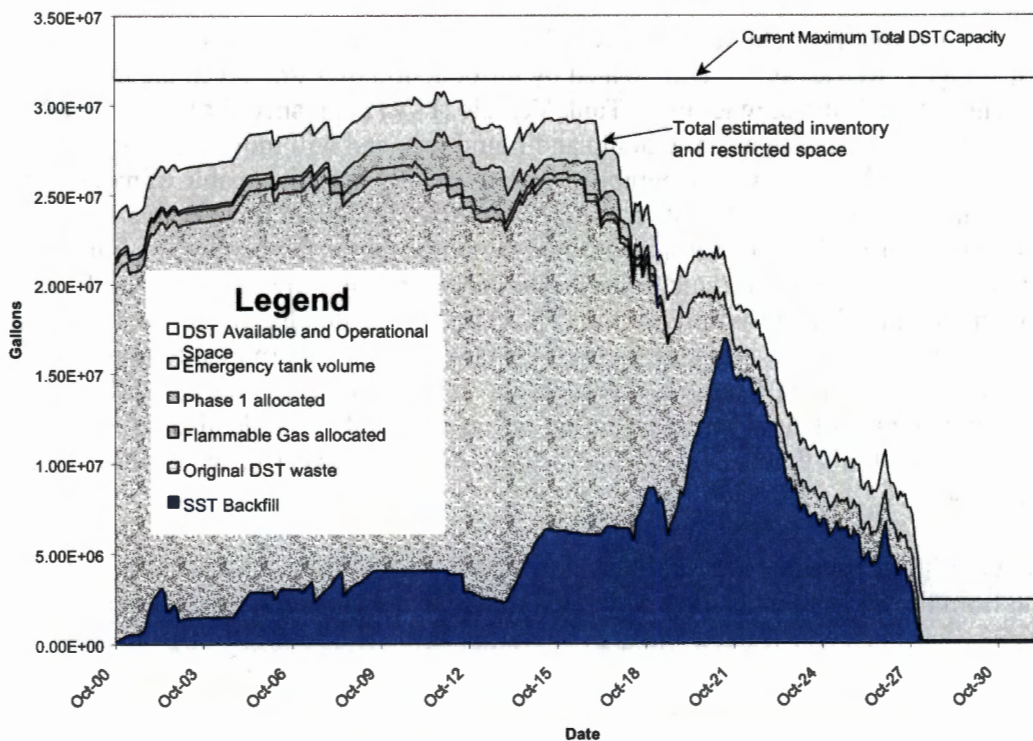 3.50E+07
3.00E+07
2.50E+07
2.00E+07
1.50E+07
1.00E+07
5.00E+06
0.00E+00
Gallons
Current Maximum Total DST Capacity
Total estimated inventory
and restricted space
Legend
DST Available and Operational
Space
Emergency tank volume
Phase 1 allocated
Flammable Gas allocated
Original DST waste
SST Backfill
Oct-00
Oct-03
Oct-06
Oct-09
Oct-12
Oct-15
Oct-18
Oct-21
Oct-24
Oct-27
Oct-30
Date